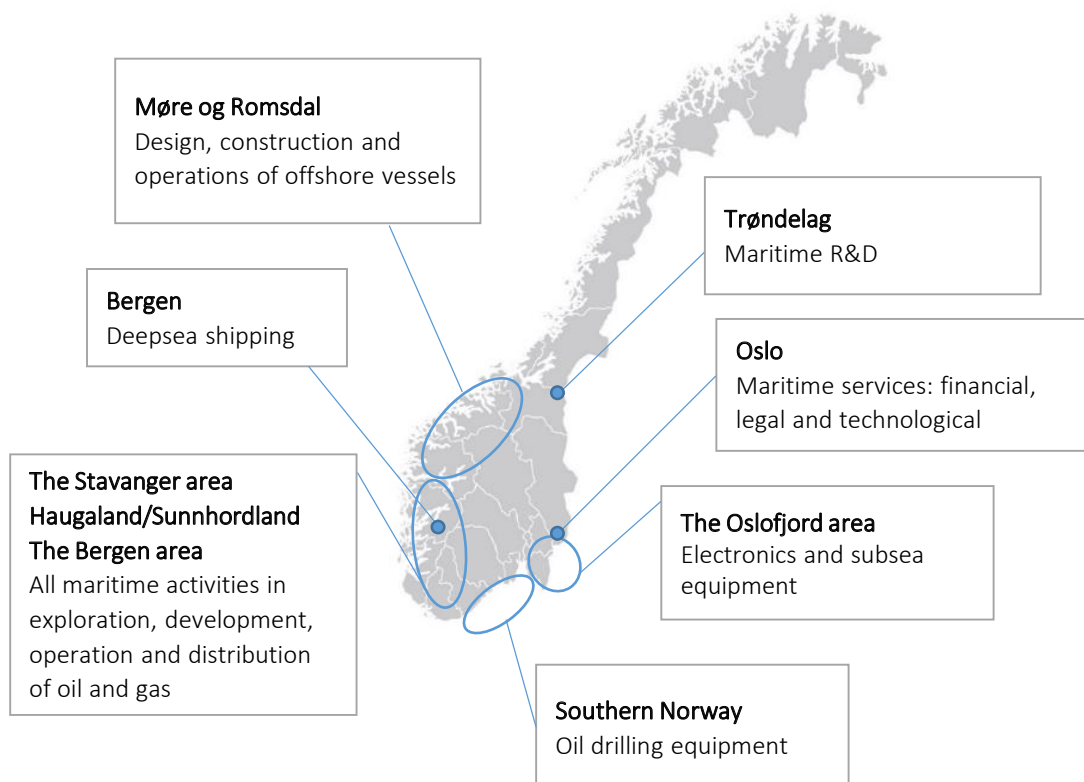 Møre og Romsdal
Design, construction and
operations of offshore vessels
Trøndelag
Maritime R&D
Bergen
Deepsea shipping
Oslo
Maritime services: financial,
legal and technological
The Stavanger area
Haugaland/Sunnhordland
The Bergen area
All maritime activities in
exploration, development,
operation and distribution
of oil and gas
The Oslofjord area
Electronics and subsea
equipment
Southern Norway
Oil drilling equipment